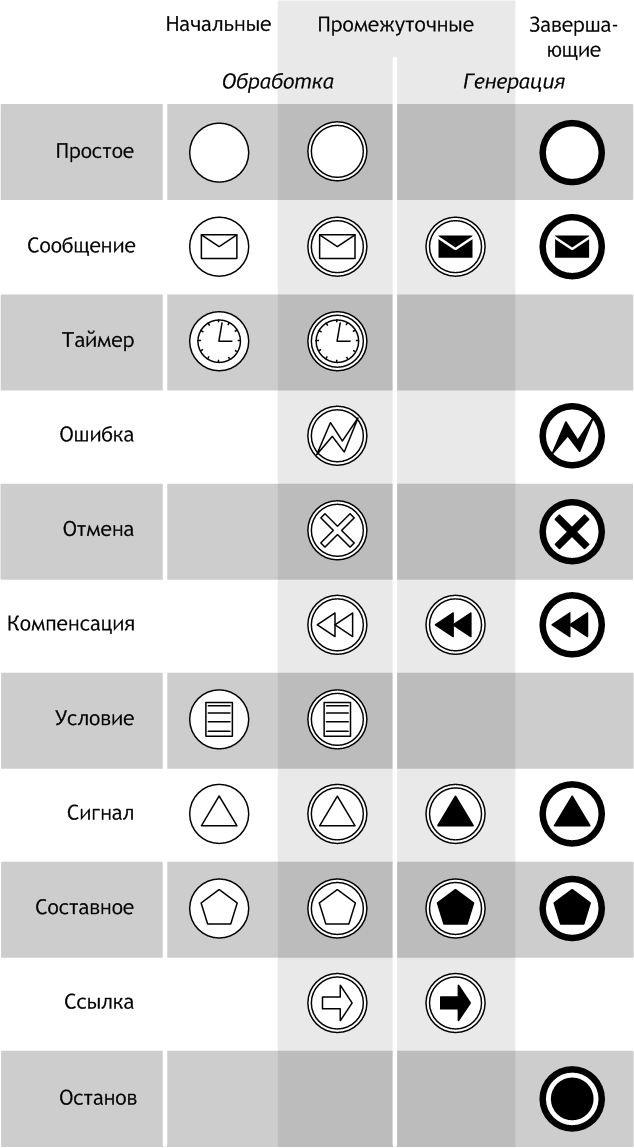 Начальные Промежуточные Заверша-
ющие
Обработка Генерация
Простое
Сообщение
Таймер
Ошибка
Отмена
Компенсация
Условие
Сигнал
Составное
Ссылка
Останов